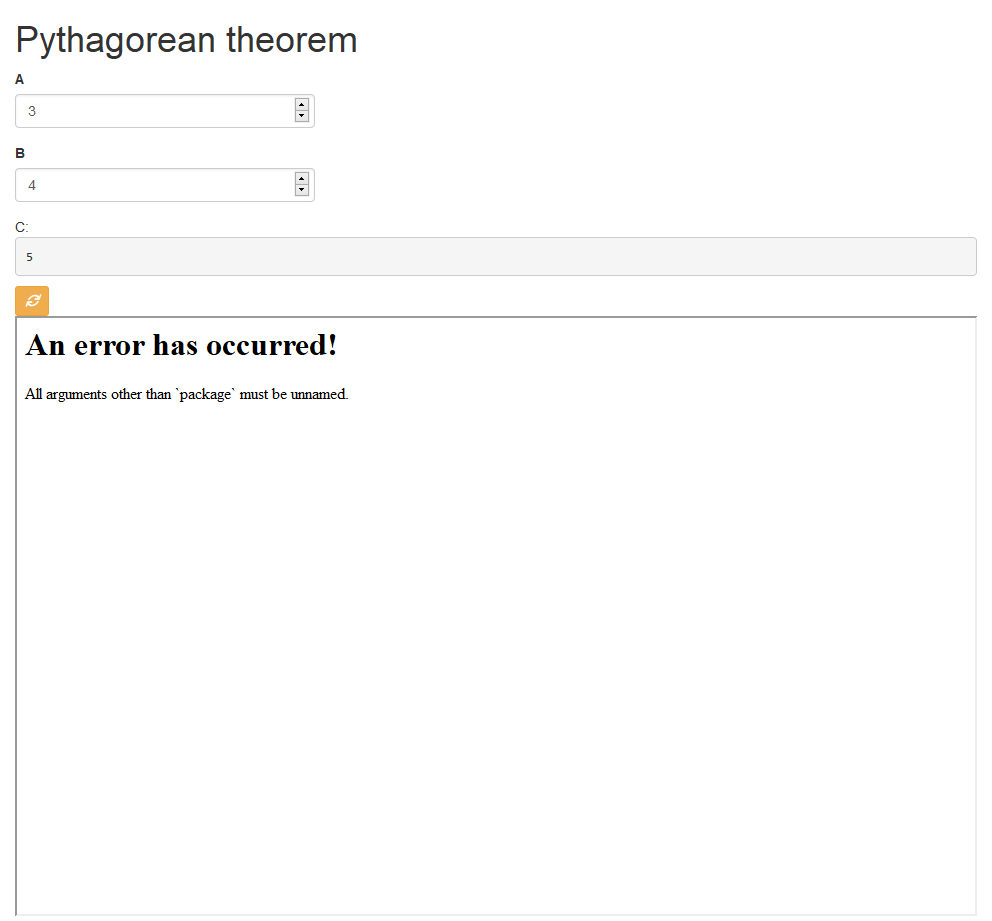 Pythagorean theorem
A
3
B
4
C:
5
An error has occurred!
All arguments other than `package` must be unnamed.